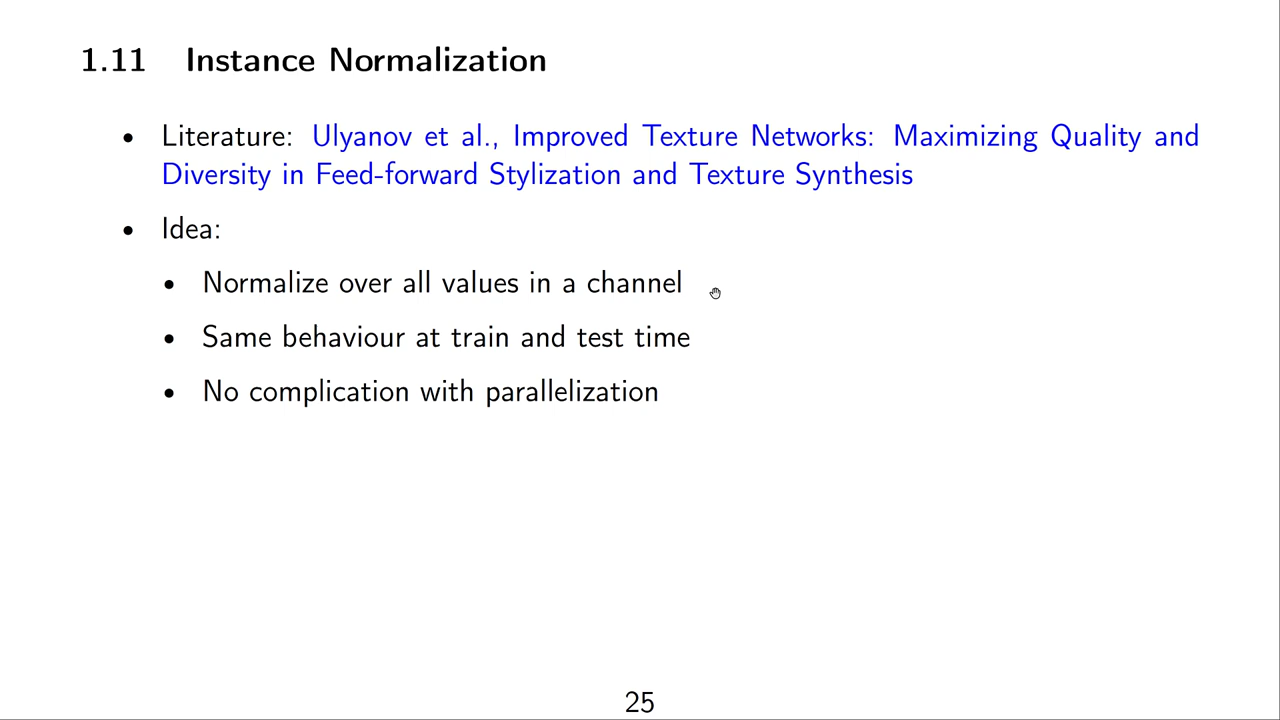 1.11 Instance Normalization
• Literature: Ulyanov et al., Improved Texture Networks: Maximizing Quality and
Diversity in Feed-forward Stylization and Texture Synthesis
• Idea:
• Normalize over all values in a channel
• Same behaviour at train and test time
• No complication with parallelization
25